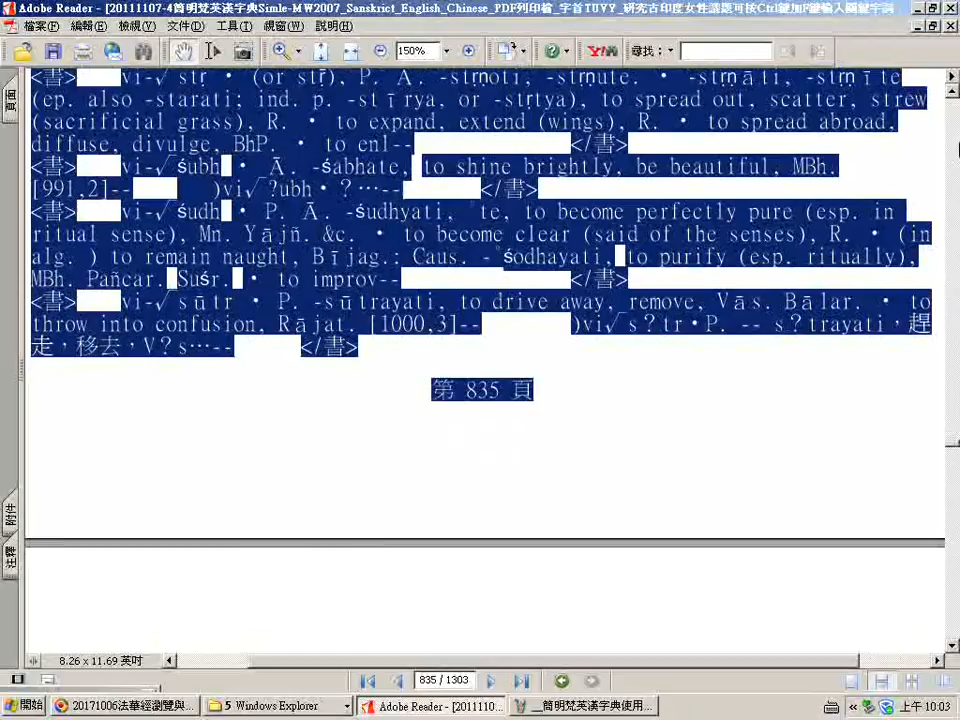 Adobe Reader - [20111107-4簡明梵英漢字典Simle-MW2007_Sanskrict_English_Chinese_PDF列印檔_字首TUVY_研究古印度女性議題可按Ctrl鍵加F鍵輸入關鍵字詞
檔案(F) 編輯(E) 檢視(V) 文件(D) 工具(T) 視窗(W) 說明(H)
150% 尋找:
頁面
<書> vi-√stṛ • (or stṝ), P. Ā. -stṛṇoti, -stṛṇute. • -stṛṇāti, -stṛṇīte
(ep. also -starati; ind. p. -stīrya, or -stṛtya), to spread out, scatter, strew
(sacrificial grass), R. • to expand, extend (wings), R. • to spread abroad,
diffuse, divulge, BhP. • to enl-- </書>
<書> vi-√śubh • Ā. -śabhate, to shine brightly, be beautiful, MBh.
[991,2]-- )vi√?ubh•?…-- </書>
<書> vi-√śudh • P. Ā. -śudhyati, te, to become perfectly pure (esp. in
ritual sense), Mn. Yājñ. &c. • to become clear (said of the senses), R. • (in
alg. ) to remain naught, Bījag.: Caus. -śodhayati, to purify (esp. ritually),
MBh. Pañcar. Suśr. • to improv-- </書>
<書> vi-√sūtr • P. -sūtrayati, to drive away, remove, Vās. Bālar. • to
throw into confusion, Rājat. [1000,3]-- )vi√s?tr•P. -- s?trayati,趕
走,移去,V?s…-- </書>
第 835 頁
附件
注釋
8.26 x 11.69 英吋
835 / 1303
開始 20171006法華經瀏覽與... 5 Windows Explorer Adobe Reader - [2011110... __簡明梵英漢字典使用... 上午 10:03